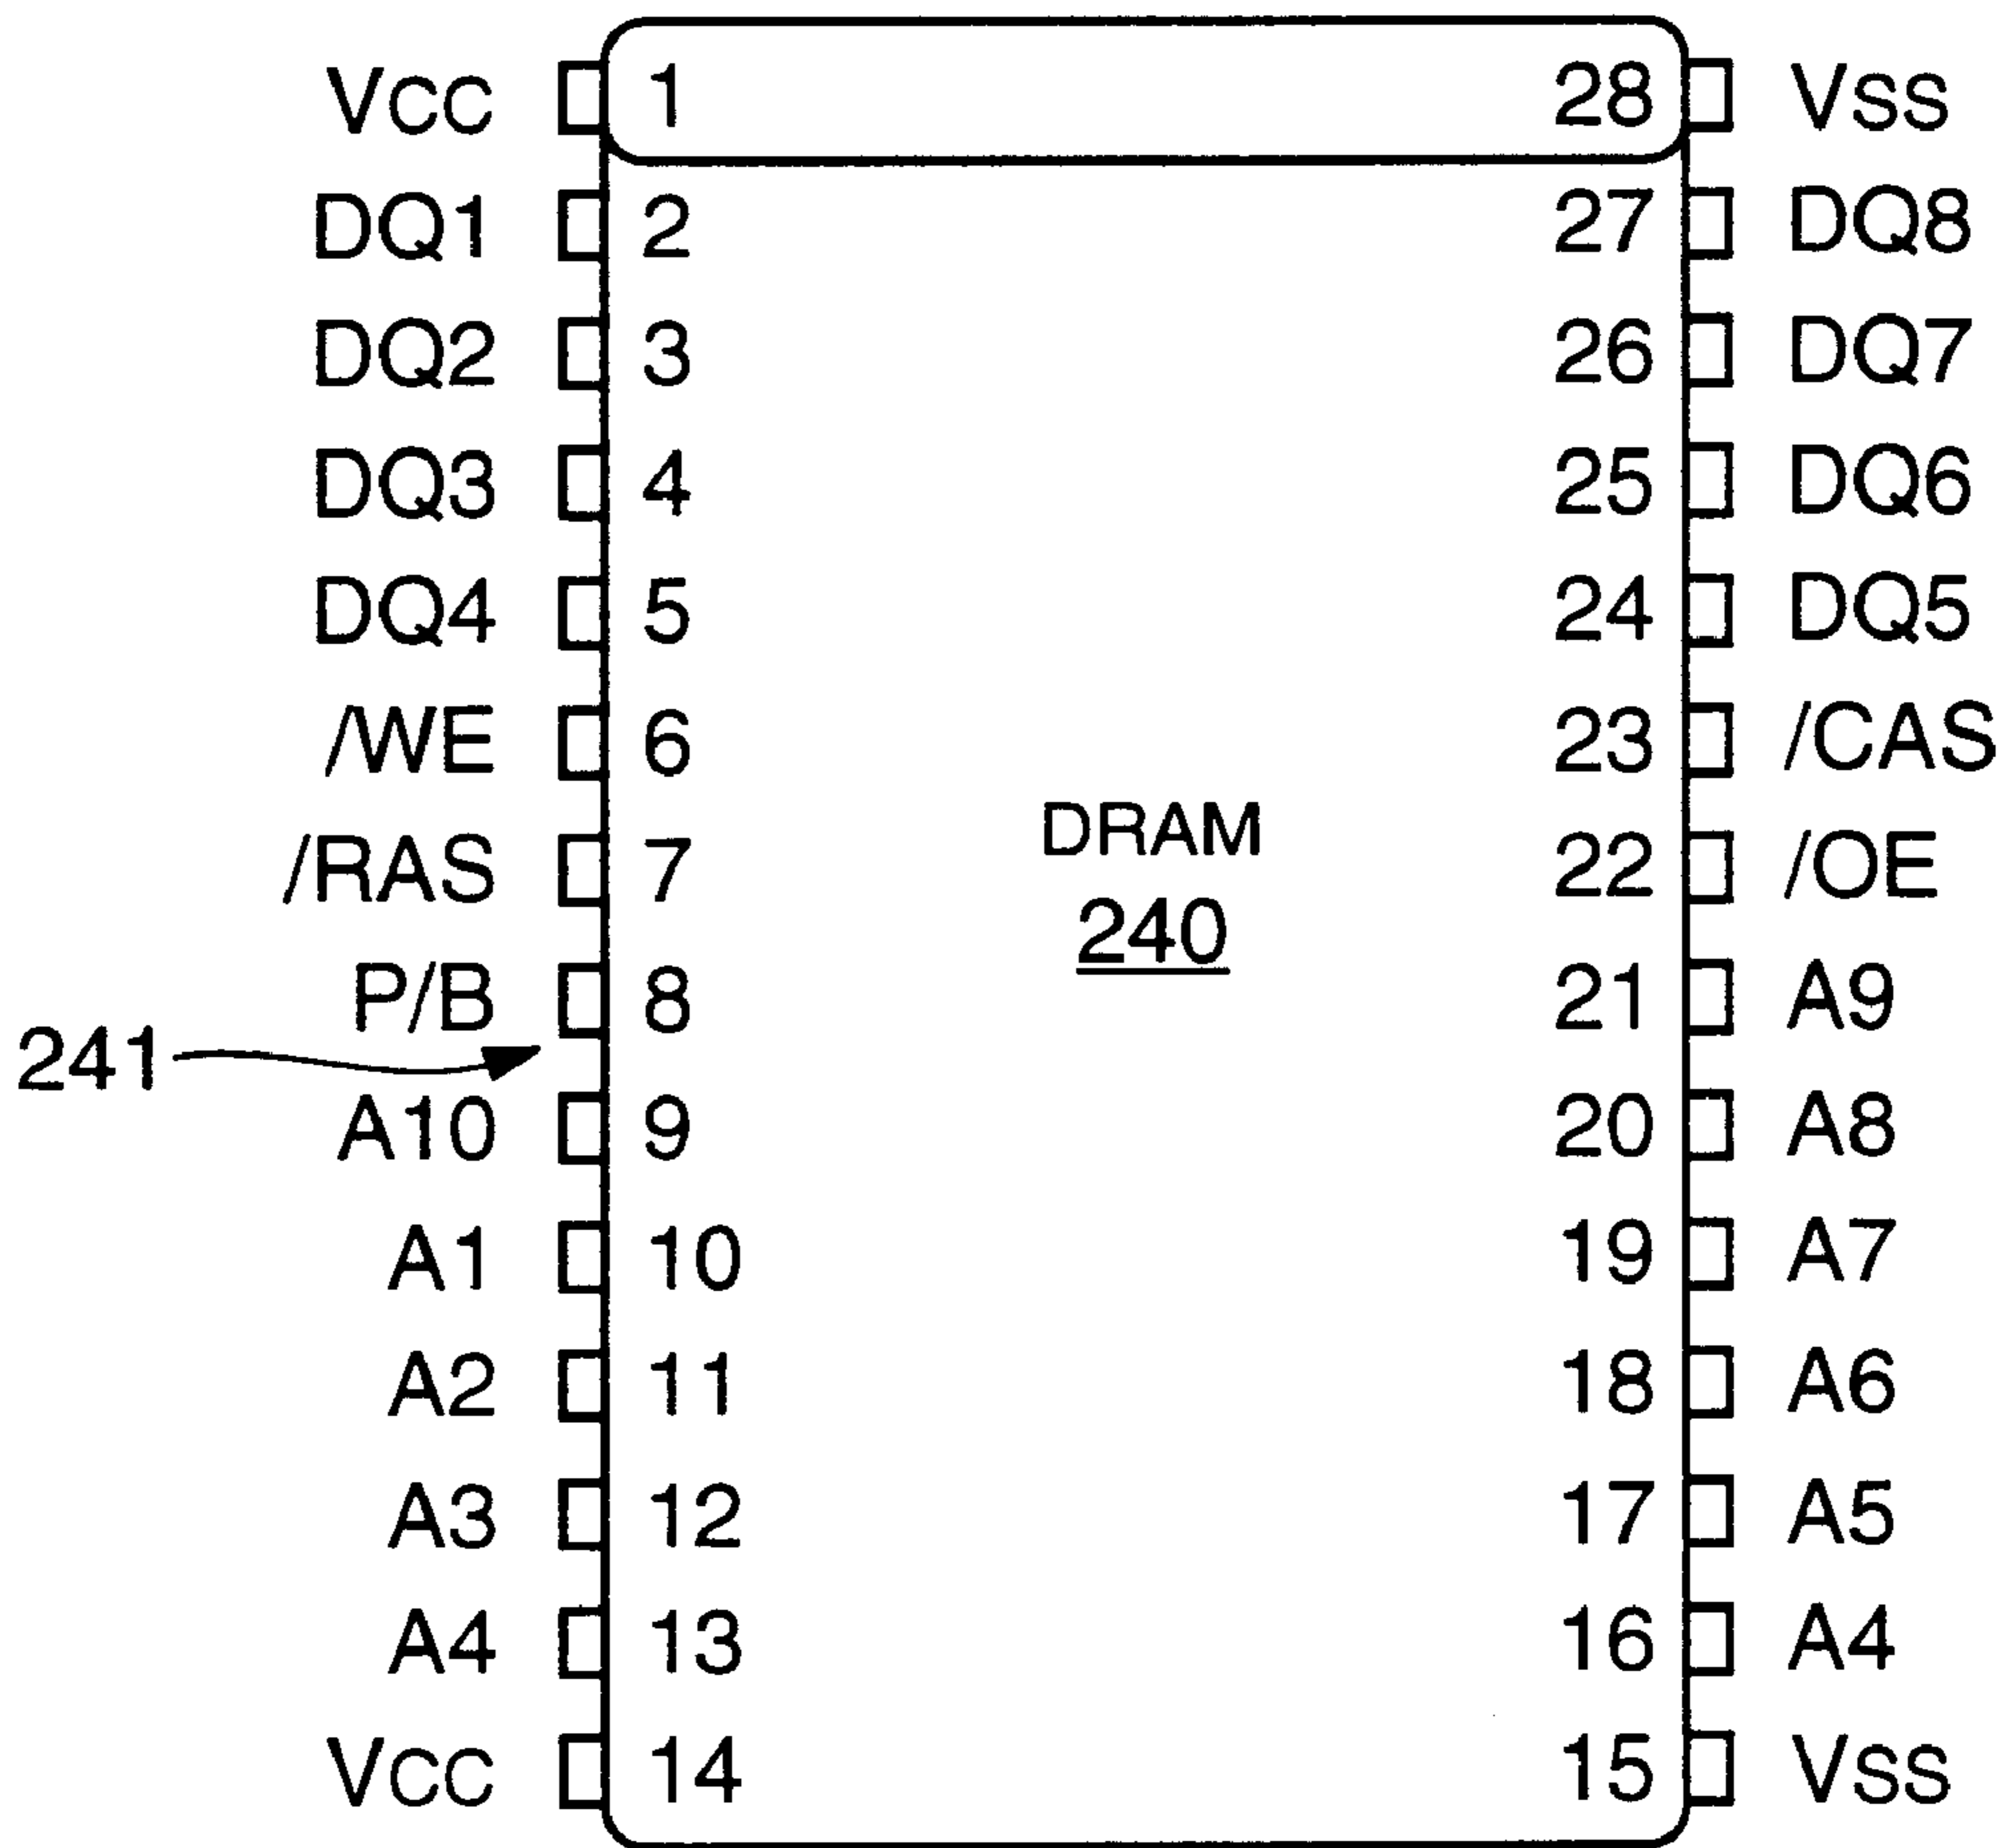 VCC 1 28 VSS
DQ1 2 27 DQ8
DQ2 3 26 DQ7
DQ3 4 25 DQ6
DQ4 5 24 DQ5
/WE 6 23 /CAS
DRAM
/RAS 7 22 /OE
240
P/B 8 21 A9
241
A10 9 20 A8
A1 10 19 A7
A2 11 18 A6
A3 12 17 A5
A4 13 16 A4
VCC 14 15 VSS